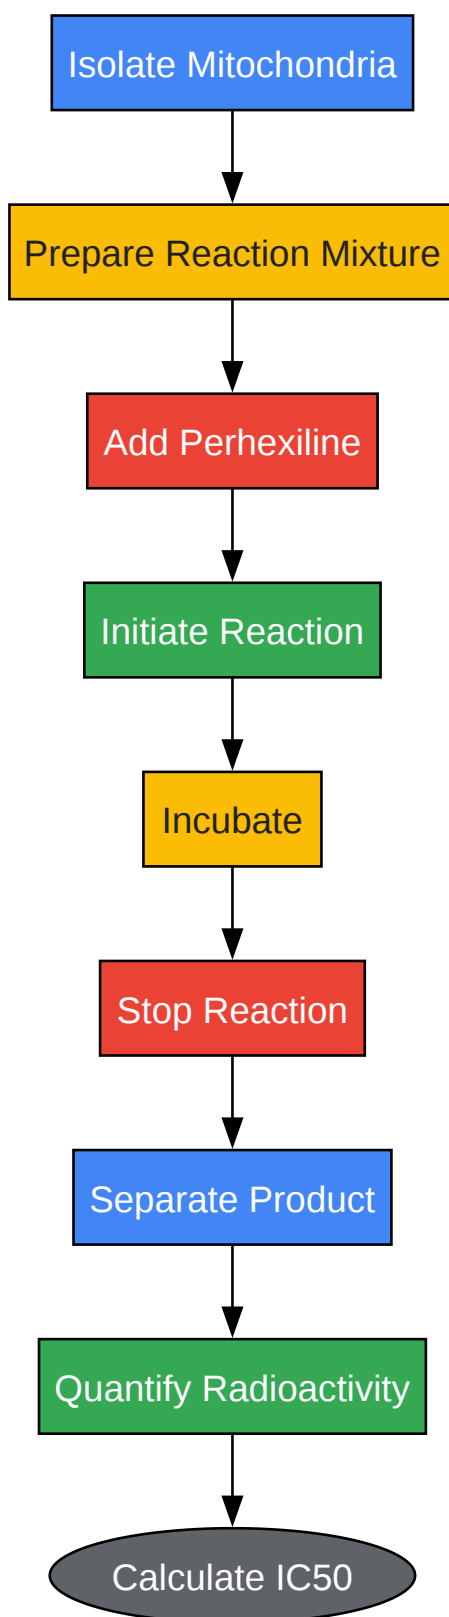 Isolate Mitochondria
Prepare Reaction Mixture
Add Perhexiline
Initiate Reaction
Incubate
Stop Reaction
Separate Product
Quantify Radioactivity
Calculate IC50